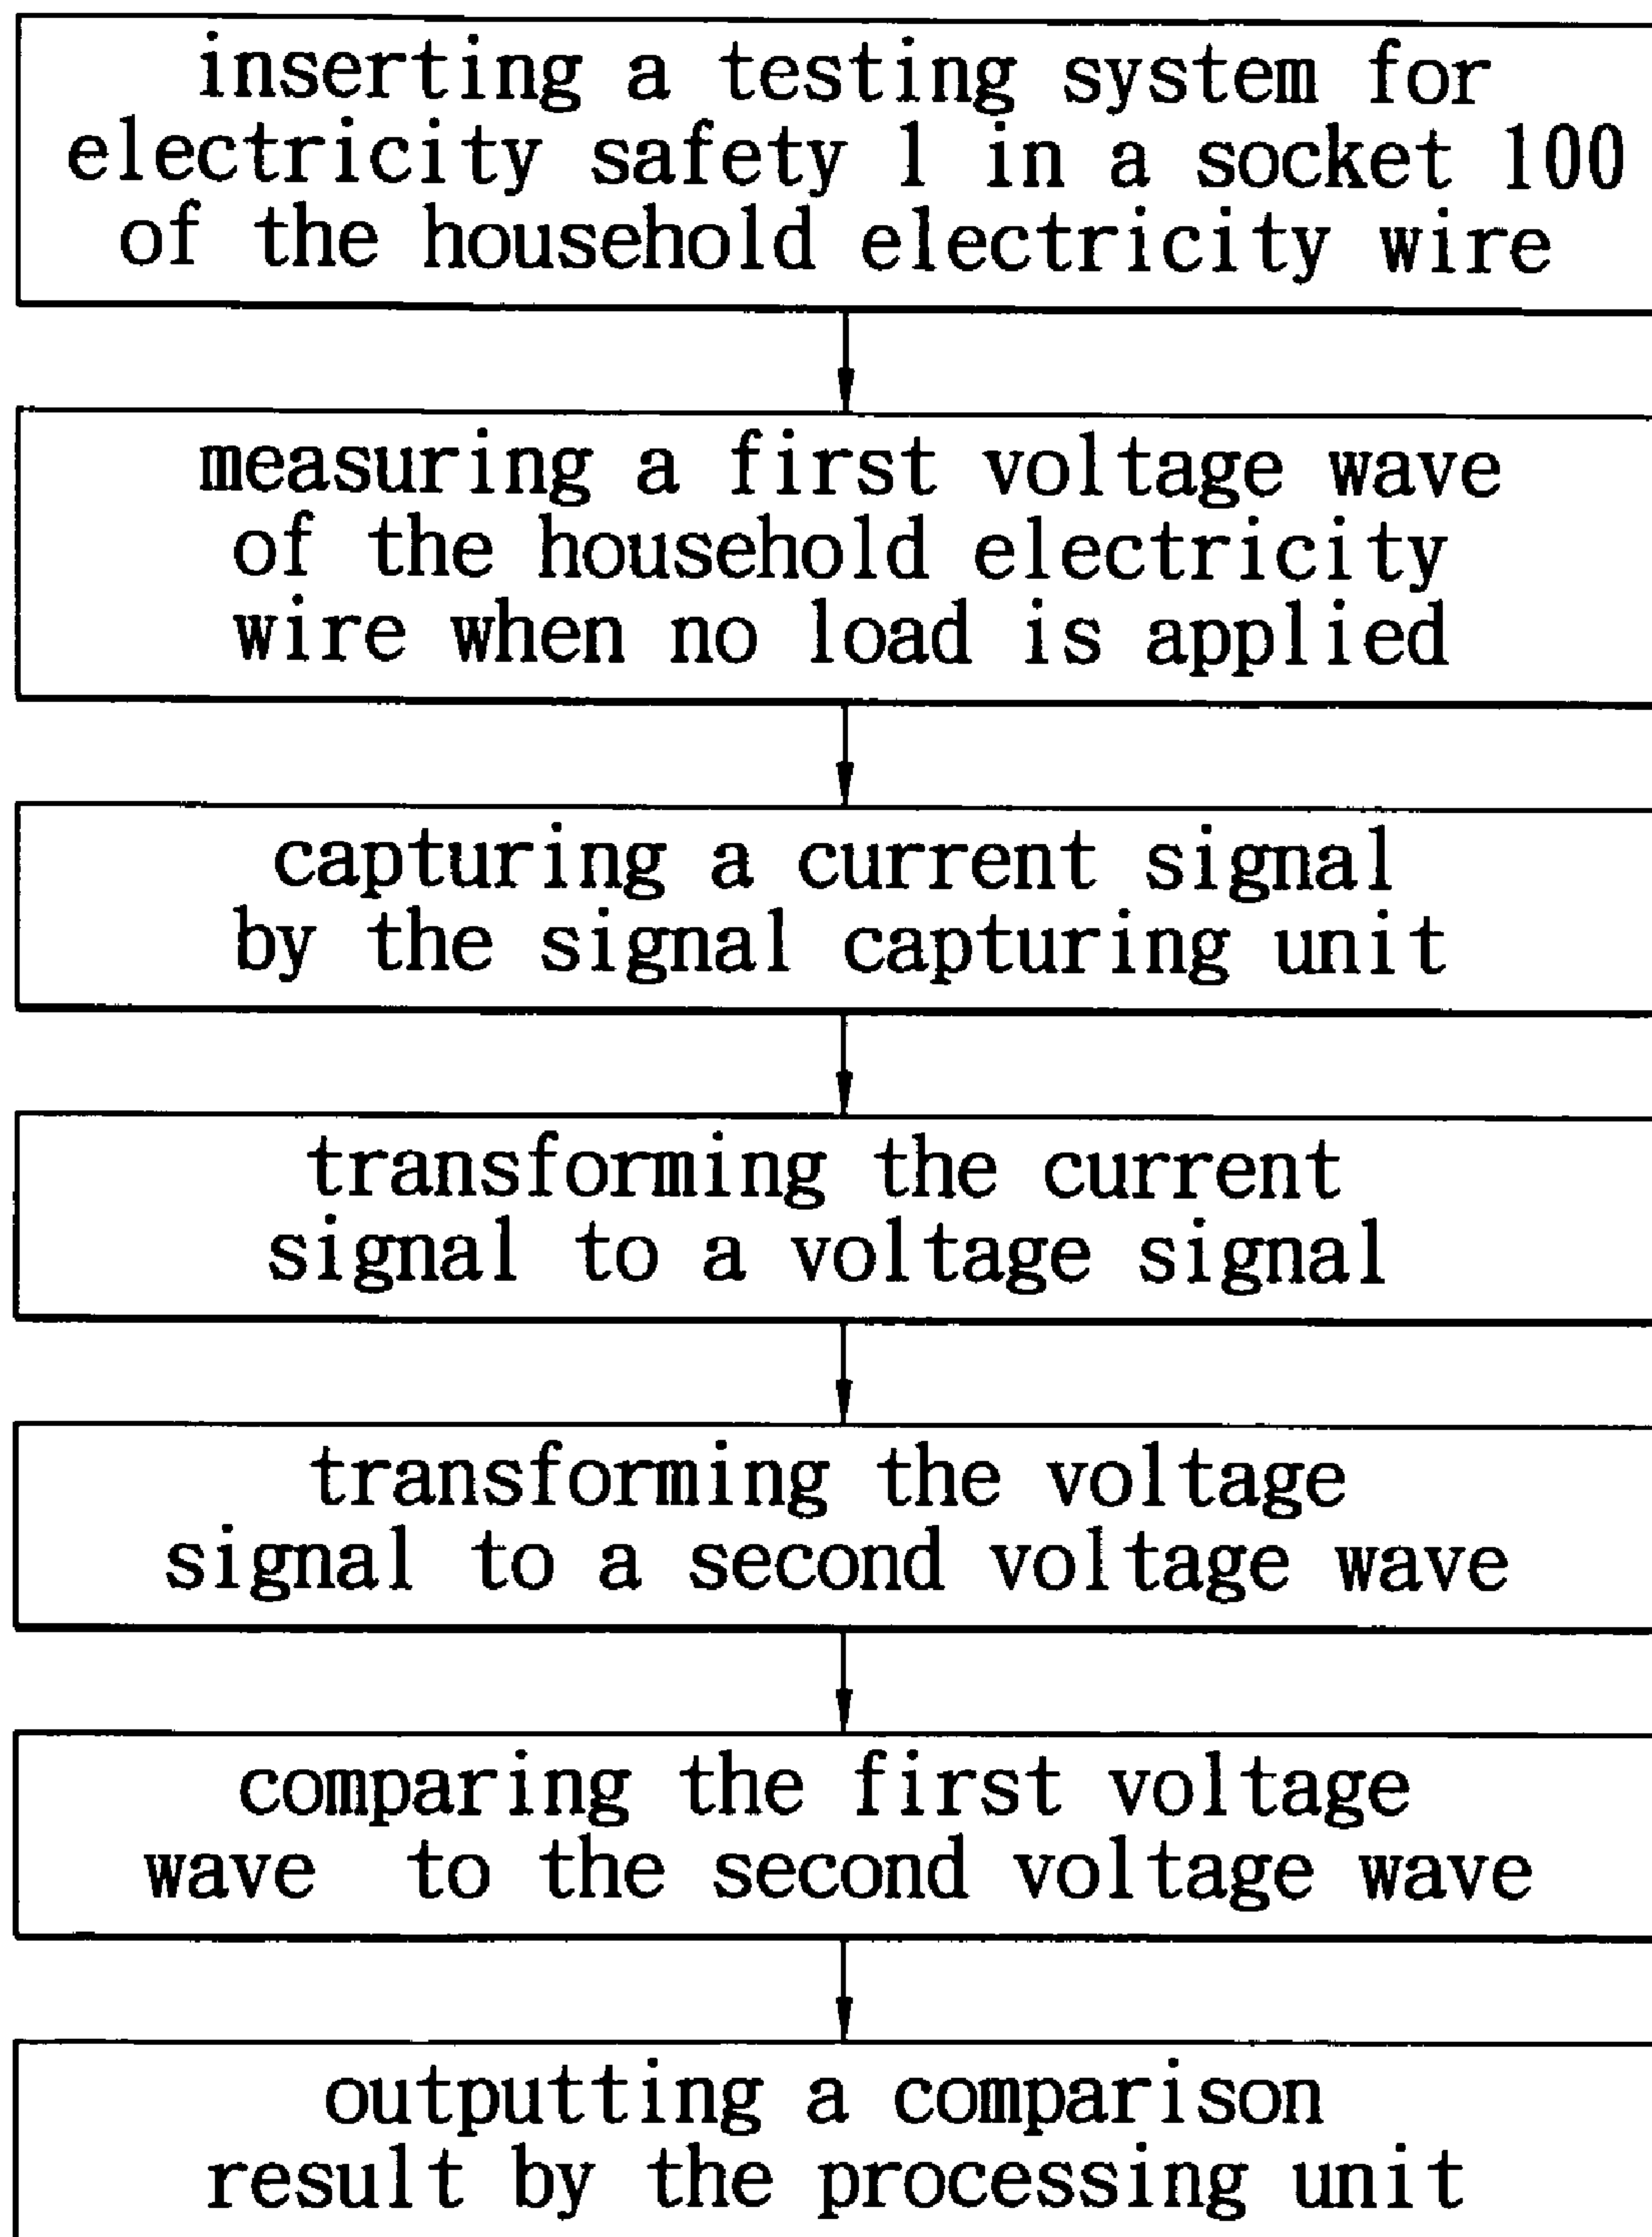 inserting a testing system for
electricity safety 1 in a socket 100
of the household electricity wire
measuring a first voltage wave
of the household electricity
wire when no load is applied
capturing a current signal
by the signal capturing unit
transforming the current
signal to a voltage signal
transforming the voltage
signal to a second voltage wave
comparing the first voltage
wave to the second voltage wave
outputting a comparison
result by the processing unit